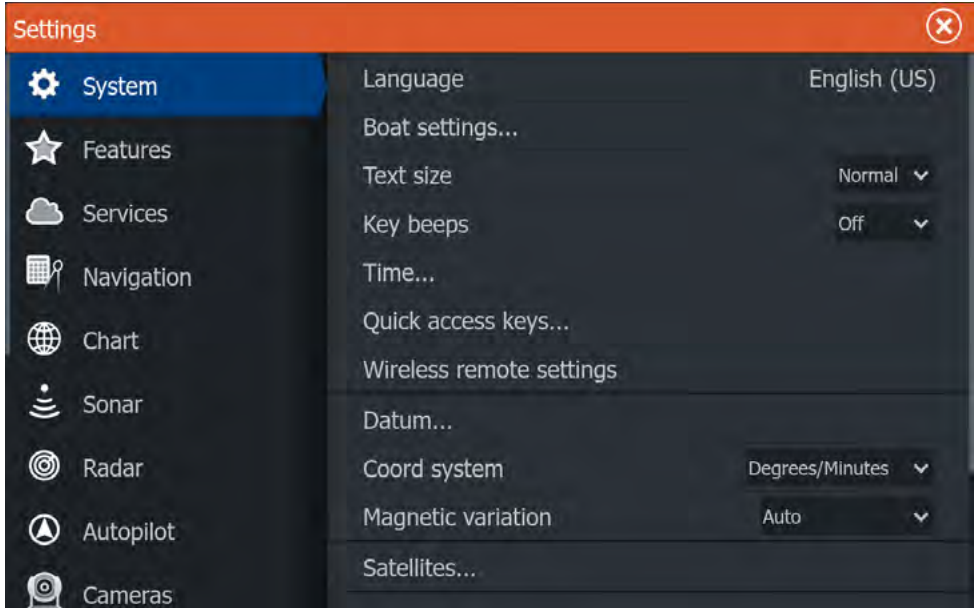 Settings
System
Features
Services
Navigation
Chart
Sonar
Radar
Autopilot
Cameras
Language English (US)
Boat settings...
Text size Normal
Key beeps Off
Time...
Quick access keys...
Wireless remote settings
Datum...
Coord system Degrees/Minutes
Magnetic variation Auto
Satellites...